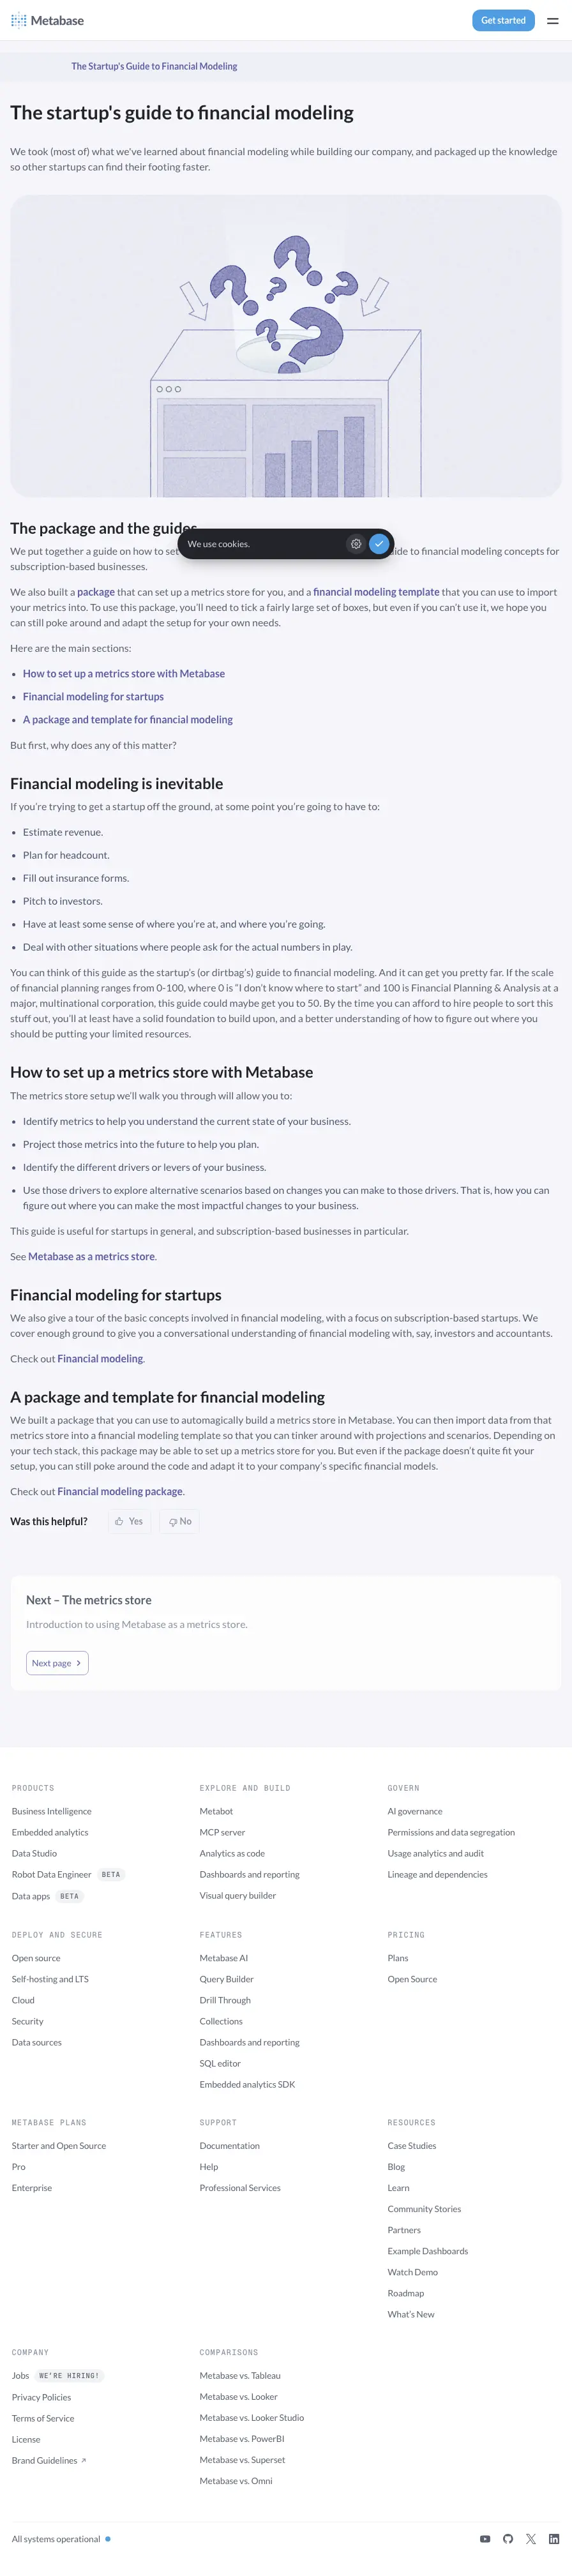 Metabase
Get started
The Startup's Guide to Financial Modeling
The startup's guide to financial modeling
We took (most of) what we've learned about financial modeling while building our company, and packaged up the knowledge
so other startups can find their footing faster.
The package and the guides
We put together a guide on how to set
We use cookies.
ide to financial modeling concepts for
subscription-based businesses.
We also built a package that can set up a metrics store for you, and a financial modeling template that you can use to import
your metrics into. To use this package, you'll need to tick a fairly large set of boxes, but even if you can't use it, we hope you
can still poke around and adapt the setup for your own needs.
Here are the main sections:
How to set up a metrics store with Metabase
Financial modeling for startups
A package and template for financial modeling
But first, why does any of this matter?
Financial modeling is inevitable
If you're trying to get a startup off the ground, at some point you're going to have to:
Estimate revenue.
Plan for headcount.
Fill out insurance forms.
Pitch to investors.
Have at least some sense of where you're at, and where you're going.
Deal with other situations where people ask for the actual numbers in play.
You can think of this guide as the startup's (or dirtbag's) guide to financial modeling. And it can get you pretty far. If the scale
of financial planning ranges from 0-100, where 0 is "I don't know where to start" and 100 is Financial Planning & Analysis at a
major, multinational corporation, this guide could maybe get you to 50. By the time you can afford to hire people to sort this
stuff out, you'll at least have a solid foundation to build upon, and a better understanding of how to figure out where you
should be putting your limited resources.
How to set up a metrics store with Metabase
The metrics store setup we'll walk you through will allow you to:
Identify metrics to help you understand the current state of your business.
Project those metrics into the future to help you plan.
Identify the different drivers or levers of your business.
Use those drivers to explore alternative scenarios based on changes you can make to those drivers. That is, how you can
figure out where you can make the most impactful changes to your business.
This guide is useful for startups in general, and subscription-based businesses in particular.
See Metabase as a metrics store.
Financial modeling for startups
We also give a tour of the basic concepts involved in financial modeling, with a focus on subscription-based startups. We
cover enough ground to give you a conversational understanding of financial modeling with, say, investors and accountants.
Check out Financial modeling.
A package and template for financial modeling
We built a package that you can use to automagically build a metrics store in Metabase. You can then import data from that
metrics store into a financial modeling template so that you can tinker around with projections and scenarios. Depending on
your tech stack, this package may be able to set up a metrics store for you. But even if the package doesn't quite fit your
setup, you can still poke around the code and adapt it to your company's specific financial models.
Check out Financial modeling package.
Was this helpful?
Yes
No
Next – The metrics store
Introduction to using Metabase as a metrics store.
Next page
PRODUCTS
Business Intelligence
Embedded analytics
Data Studio
Robot Data Engineer BETA
Data apps BETA
EXPLORE AND BUILD
Metabot
MCP server
Analytics as code
Dashboards and reporting
Visual query builder
GOVERN
AI governance
Permissions and data segregation
Usage analytics and audit
Lineage and dependencies
DEPLOY AND SECURE
Open source
Self-hosting and LTS
Cloud
Security
Data sources
FEATURES
Metabase AI
Query Builder
Drill Through
Collections
Dashboards and reporting
SQL editor
Embedded analytics SDK
PRICING
Plans
Open Source
METABASE PLANS
Starter and Open Source
Pro
Enterprise
SUPPORT
Documentation
Help
Professional Services
RESOURCES
Case Studies
Blog
Learn
Community Stories
Partners
Example Dashboards
Watch Demo
Roadmap
What's New
COMPANY
Jobs WE'RE HIRING!
Privacy Policies
Terms of Service
License
Brand Guidelines
COMPARISONS
Metabase vs. Tableau
Metabase vs. Looker
Metabase vs. Looker Studio
Metabase vs. PowerBI
Metabase vs. Superset
Metabase vs. Omni
All systems operational